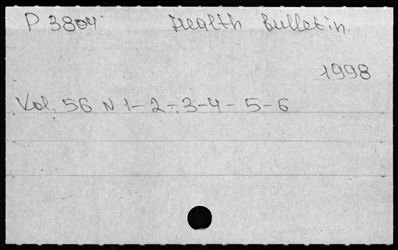 P 3804 Health Bulletin.
1998
Vol. 56 N 1-2-3-4-5-6